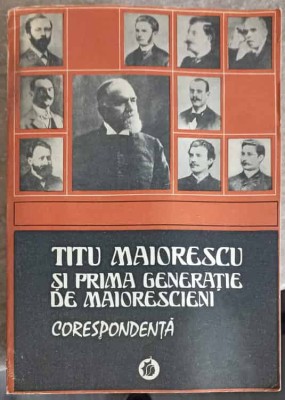 TITU MAIORESCU
ȘI PRIMA GENERAȚIE
DE MAIORESCIENI
CORESPONDENȚĂ